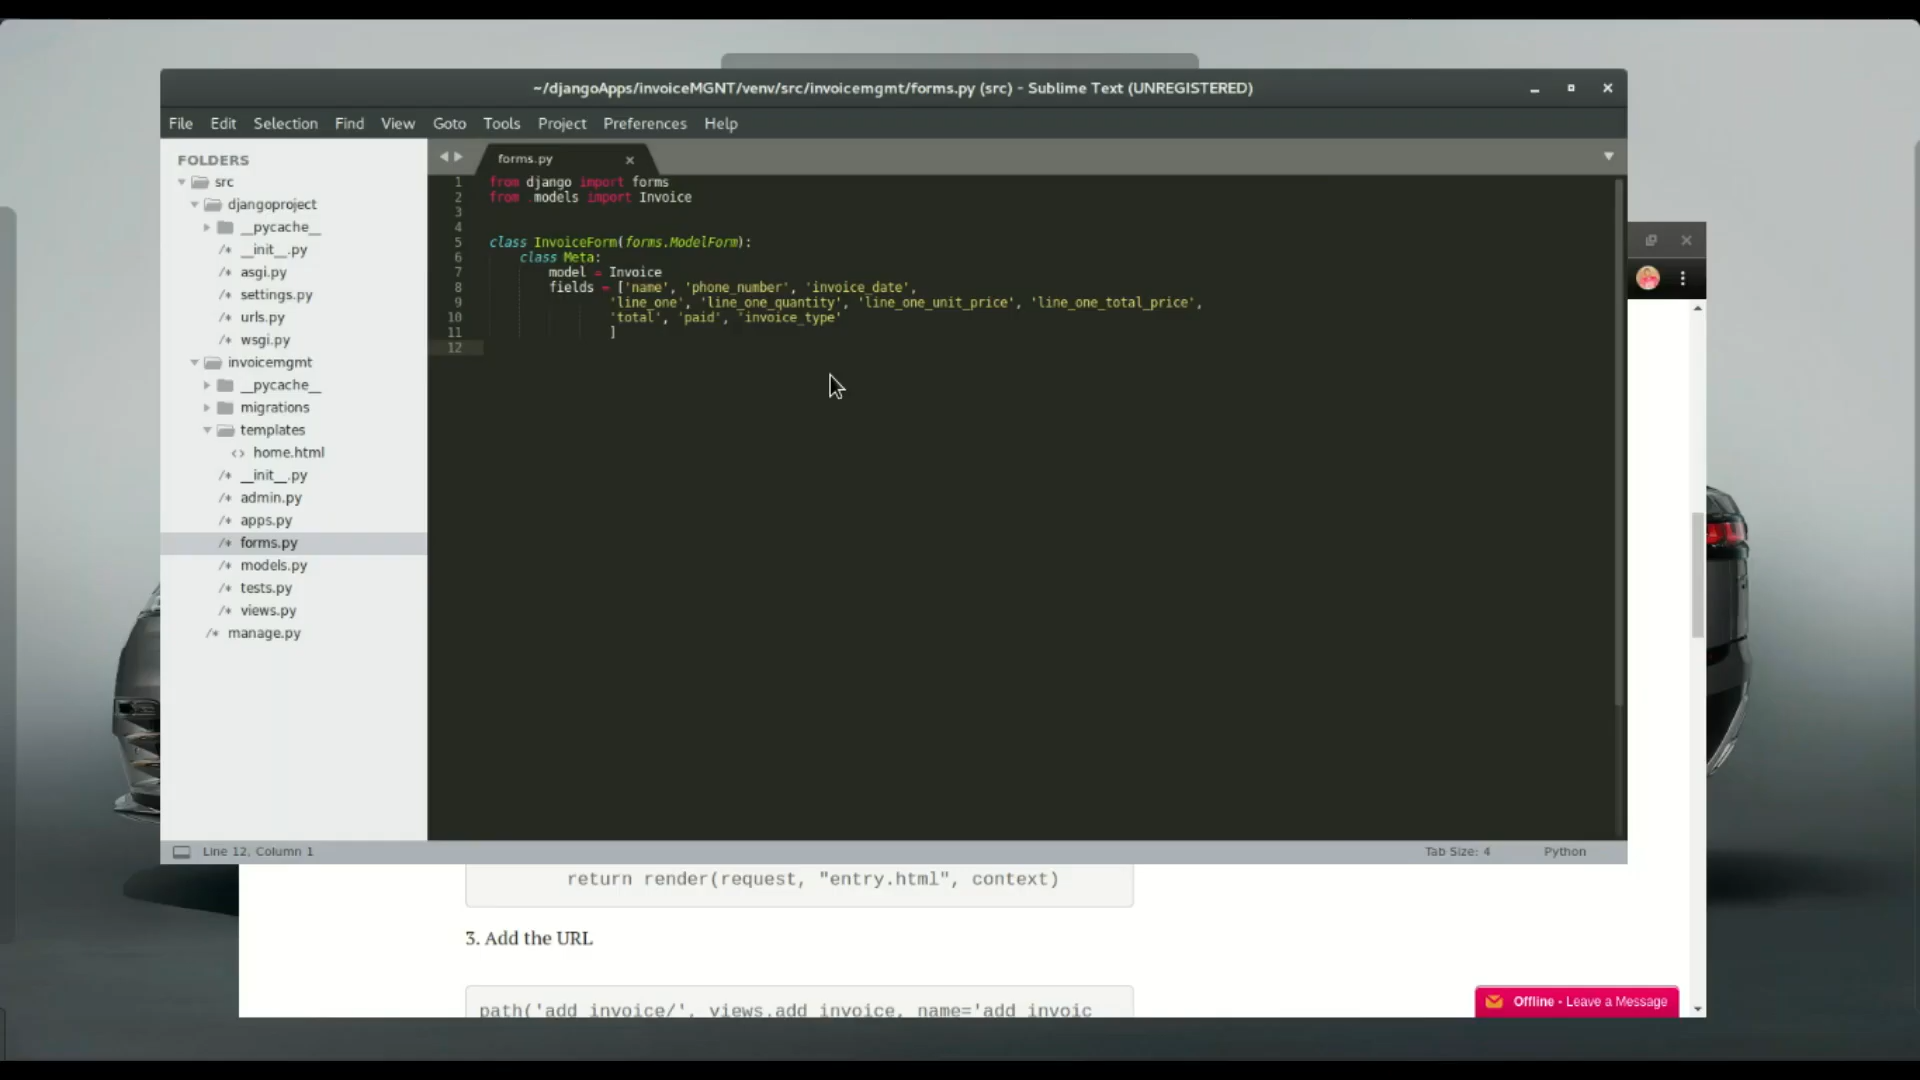 ~/djangoApps/invoiceMGNT/venv/src/invoicemgmt/forms.py (src) - Sublime Text (UNREGISTERED)
File Edit Selection Find View Goto Tools Project Preferences Help
FOLDERS
src
djangoproject
__pycache__
/* __init__.py
/* asgi.py
/* settings.py
/* urls.py
/* wsgi.py
invoicemgmt
__pycache__
migrations
templates
<> home.html
/* __init__.py
/* admin.py
/* apps.py
/* forms.py
/* models.py
/* tests.py
/* views.py
/* manage.py
forms.py ×
1 from django import forms
2 from .models import Invoice
3
4
5 class InvoiceForm(forms.ModelForm):
6 class Meta:
7 model = Invoice
8 fields = ['name', 'phone_number', 'invoice_date',
9 'line_one', 'line_one_quantity', 'line_one_unit_price', 'line_one_total_price',
10 'total', 'paid', 'invoice_type'
11 ]
12
Line 12, Column 1
Tab Size: 4
Python
return render(request, "entry.html", context)
3. Add the URL
path('add_invoice/', views.add_invoice, name='add_invoic
Offline - Leave a Message